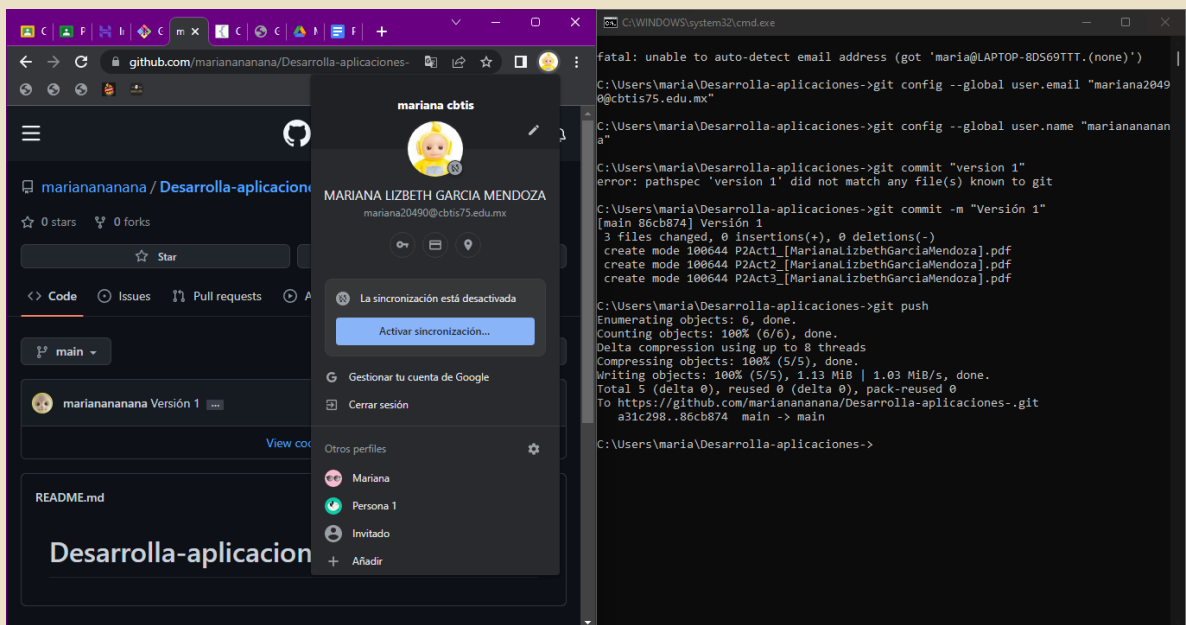 C
P
I
C
m
C
C
N
F
github.com/mariananana/Desarrolla-aplicaciones-
mariana cbtis
MARIANA LIZBETH GARCIA MENDOZA
mariana20490@cbtis75.edu.mx
La sincronización está desactivada
Activar sincronización...
Gestionar tu cuenta de Google
Cerrar sesión
Otros perfiles
Mariana
Persona 1
Invitado
Añadir
mariananana / Desarrolla-aplicacion
0 stars 0 forks
Star
Code Issues Pull requests A
main
mariananana Versión 1
View co
README.md
Desarrolla-aplicacion
C:\WINDOWS\system32\cmd.exe
fatal: unable to auto-detect email address (got 'maria@LAPTOP-8DS69TTT.(none)')
C:\Users\maria\Desarrolla-aplicaciones->git config --global user.email "mariana2049
0@cbtis75.edu.mx"
C:\Users\maria\Desarrolla-aplicaciones->git config --global user.name "marianananan
a"
C:\Users\maria\Desarrolla-aplicaciones->git commit "version 1"
error: pathspec 'version 1' did not match any file(s) known to git
C:\Users\maria\Desarrolla-aplicaciones->git commit -m "Versión 1"
[main 86cb874] Versión 1
3 files changed, 0 insertions(+), 0 deletions(-)
create mode 100644 P2Act1_[MarianaLizbethGarciaMendoza].pdf
create mode 100644 P2Act2_[MarianaLizbethGarciaMendoza].pdf
create mode 100644 P2Act3_[MarianaLizbethGarciaMendoza].pdf
C:\Users\maria\Desarrolla-aplicaciones->git push
Enumerating objects: 6, done.
Counting objects: 100% (6/6), done.
Delta compression using up to 8 threads
Compressing objects: 100% (5/5), done.
Writing objects: 100% (5/5), 1.13 MiB | 1.03 MiB/s, done.
Total 5 (delta 0), reused 0 (delta 0), pack-reused 0
To https://github.com/marianananana/Desarrolla-aplicaciones-.git
a31c298..86cb874 main -> main
C:\Users\maria\Desarrolla-aplicaciones->